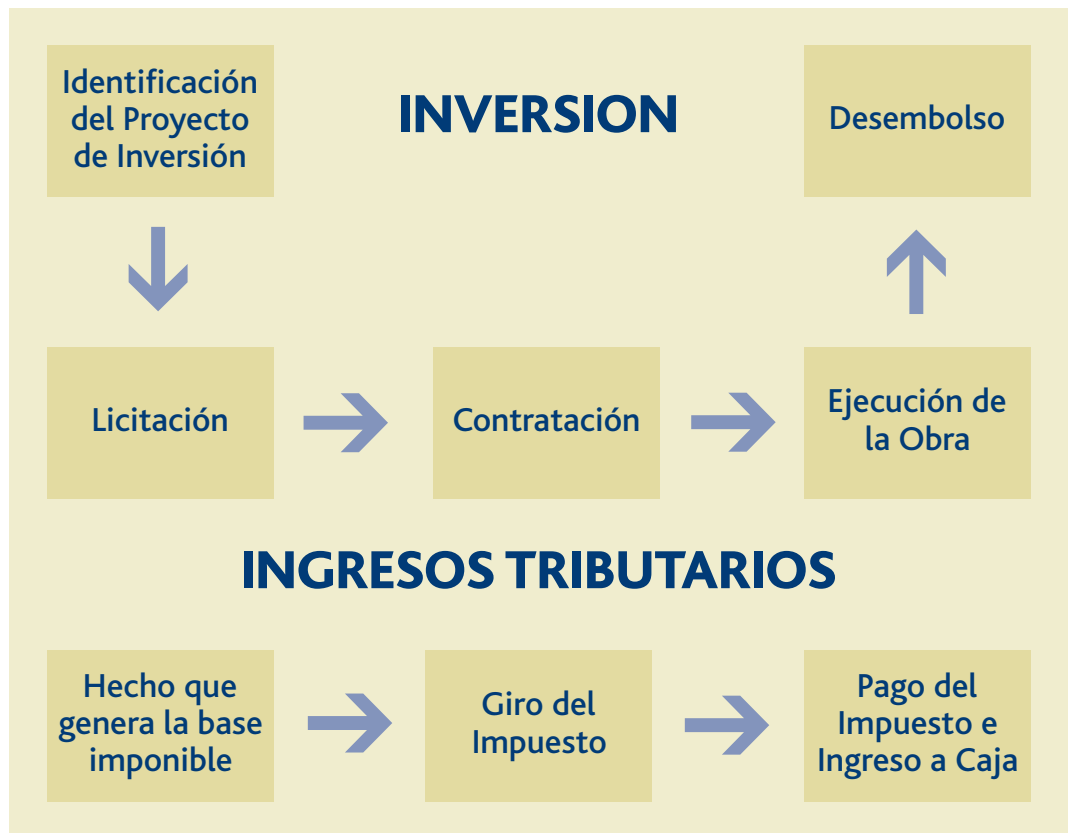 Identificación
del Proyecto
de Inversión
INVERSION
Desembolso
Licitación
Contratación
Ejecución de
la Obra
INGRESOS TRIBUTARIOS
Hecho que
genera la base
imponible
Giro del
Impuesto
Pago del
Impuesto e
Ingreso a Caja